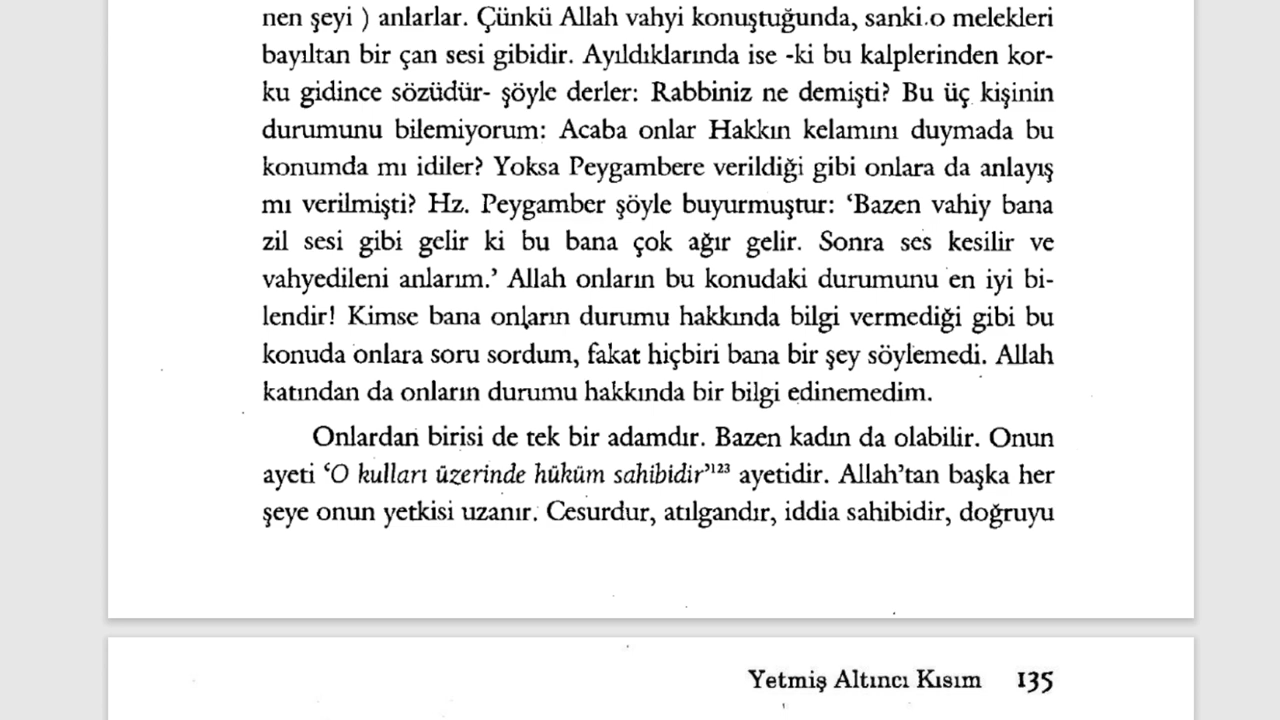 nen şeyi ) anlarlar. Çünkü Allah vahyi konuştuğunda, sanki o melekleri
bayıltan bir çan sesi gibidir. Ayıldıklarında ise -ki bu kalplerinden kor-
ku gidince sözüdür- şöyle derler: Rabbiniz ne demişti? Bu üç kişinin
durumunu bilemiyorum: Acaba onlar Hakkın kelamını duymada bu
konumda mı idiler? Yoksa Peygambere verildiği gibi onlara da anlayış
mı verilmişti? Hz. Peygamber şöyle buyurmuştur: ‘Bazen vahiy bana
zil sesi gibi gelir ki bu bana çok ağır gelir. Sonra ses kesilir ve
vahyedileni anlarım.’ Allah onların bu konudaki durumunu en iyi bi-
lendir! Kimse bana onların durumu hakkında bilgi vermediği gibi bu
konuda onlara soru sordum, fakat hiçbiri bana bir şey söylemedi. Allah
katından da onların durumu hakkında bir bilgi edinemedim.
Onlardan birisi de tek bir adamdır. Bazen kadın da olabilir. Onun
ayeti ‘O kulları üzerinde hüküm sahibidir’¹²³ ayetidir. Allah’tan başka her
şeye onun yetkisi uzanır. Cesurdur, atılgandır, iddia sahibidir, doğruyu
Yetmiş Altıncı Kısım 135